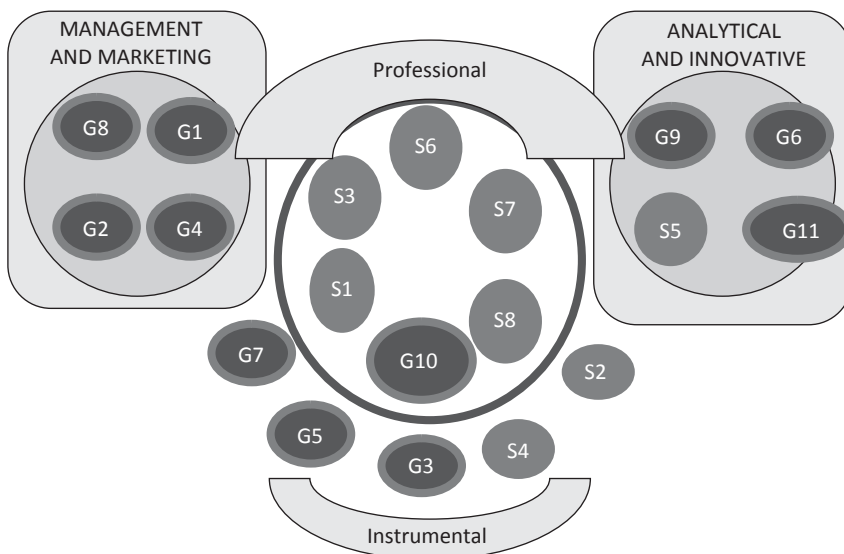 MANAGEMENT
AND MARKETING
G8
G1
G2
G4
Professional
ANALYTICAL
AND INNOVATIVE
G9
G6
S5
G11
S6
S3
S7
S1
S8
G10
G7
S2
G5
G3
S4
Instrumental